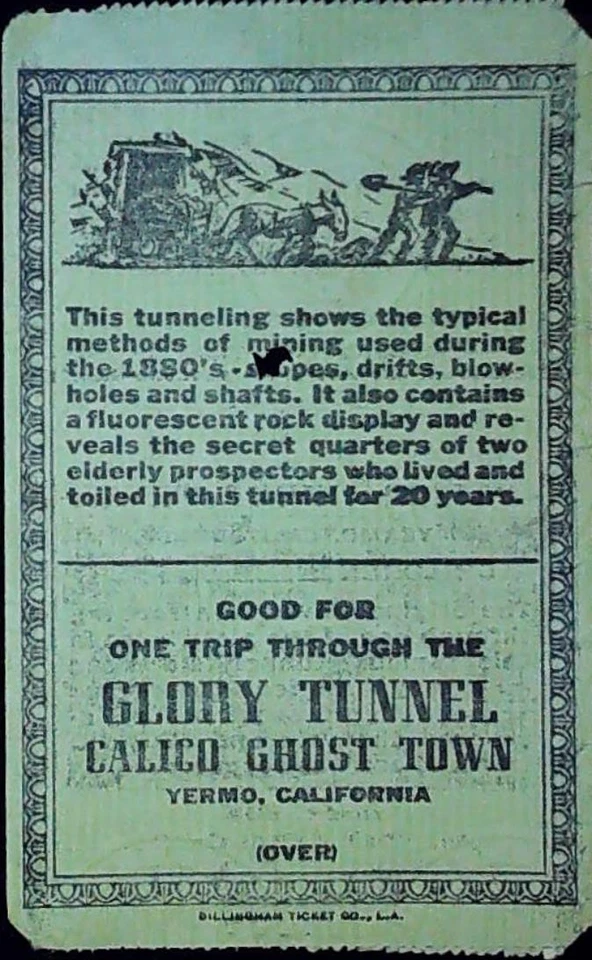 This tunneling shows the typical
methods of mining used during
the 1880's - stopes, drifts, blow-
holes and shafts. It also contains
a fluorescent rock display and re-
veals the secret quarters of two
elderly prospectors who lived and
toiled in this tunnel for 20 years.
GOOD FOR
ONE TRIP THROUGH THE
GLORY TUNNEL
CALICO GHOST TOWN
YERMO, CALIFORNIA
(OVER)
DILLINGHAM TICKET CO., L.A.